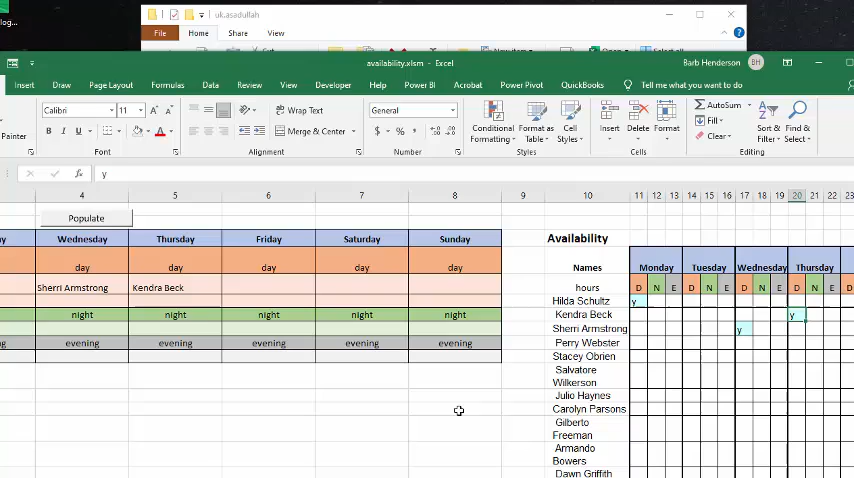 log...
uk.asadullah
File Home Share View
availability.xlsm - Excel
Barb Henderson BH
Insert Draw Page Layout Formulas Data Review View Developer Help Power BI Acrobat Power Pivot QuickBooks Tell me what you want to do
Calibri 11 A A Wrap Text General AutoSum
Painter B I U A Merge & Center $ % Conditional Formatting Format as Table Cell Styles Insert Delete Format Fill Clear Sort & Filter Find & Select
Font Alignment Number Styles Cells Editing
fx y
4 5 6 7 8 9 10 11 12 13 14 15 16 17 18 19 20 21 22 23
Populate
Wednesday Thursday Friday Saturday Sunday Availability
day day day day day Names Monday Tuesday Wednesday Thursday
Sherri Armstrong Kendra Beck hours D N E D N E D N E D N E D
Hilda Schultz y
night night night night night Kendra Beck y
Sherri Armstrong y
evening evening evening evening evening Perry Webster
Stacey Obrien
Salvatore
Wilkerson
Julio Haynes
Carolyn Parsons
Gilberto
Freeman
Armando
Bowers
Dawn Griffith